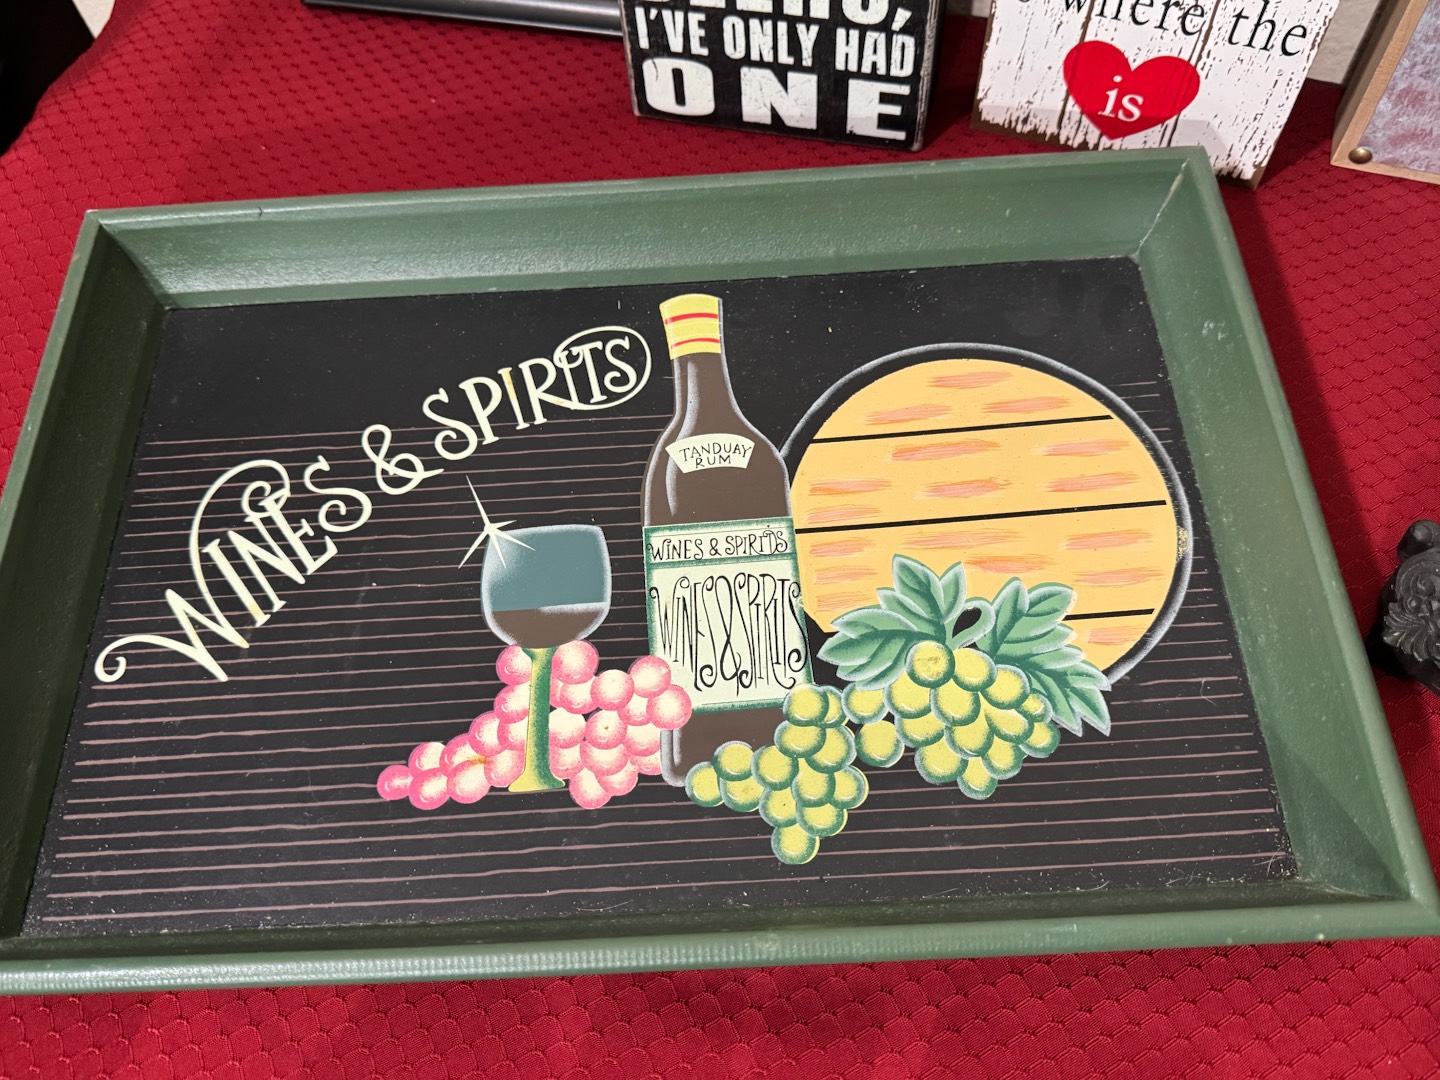 I'VE ONLY HAD
ONE
where the
is
WINES & SPIRITS
TANDUAY
RUM
WINES & SPIRITS
WINES & SPIRITS